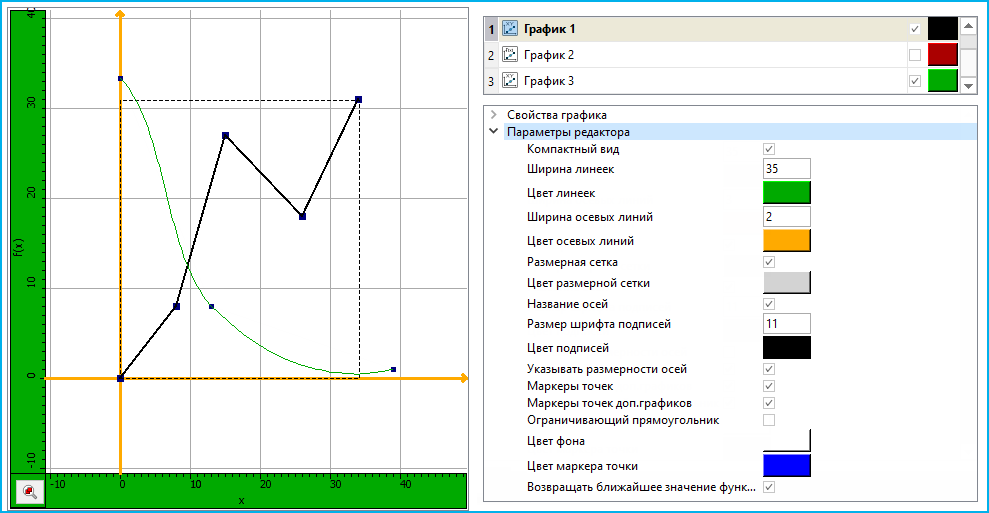 40
30
20
10
0
-10
f(x)
-10
0
10
20
30
40
x
1 График 1
2 График 2
3 График 3
Свойства графика
Параметры редактора
Компактный вид
Ширина линеек 35
Цвет линеек
Ширина осевых линий 2
Цвет осевых линий
Размерная сетка
Цвет размерной сетки
Название осей
Размер шрифта подписей 11
Цвет подписей
Указывать размерности осей
Маркеры точек
Маркеры точек доп.графиков
Ограничивающий прямоугольник
Цвет фона
Цвет маркера точки
Возвращать ближайшее значение функ...